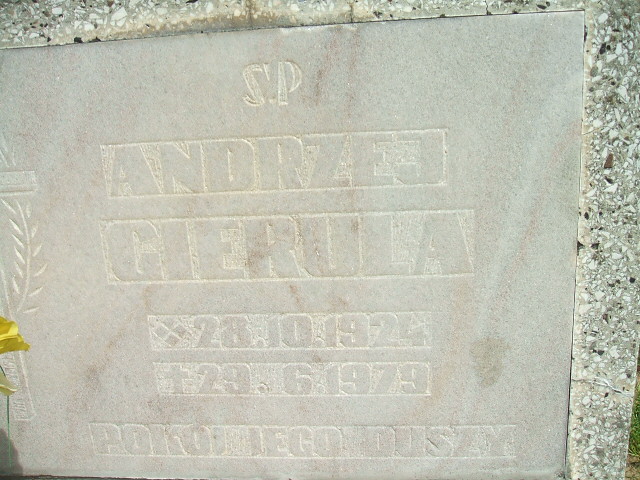 Ś.P
ANDRZEJ
GIERULA
28.10.1924
29.6.1979
POKÓJ JEGO DUSZY